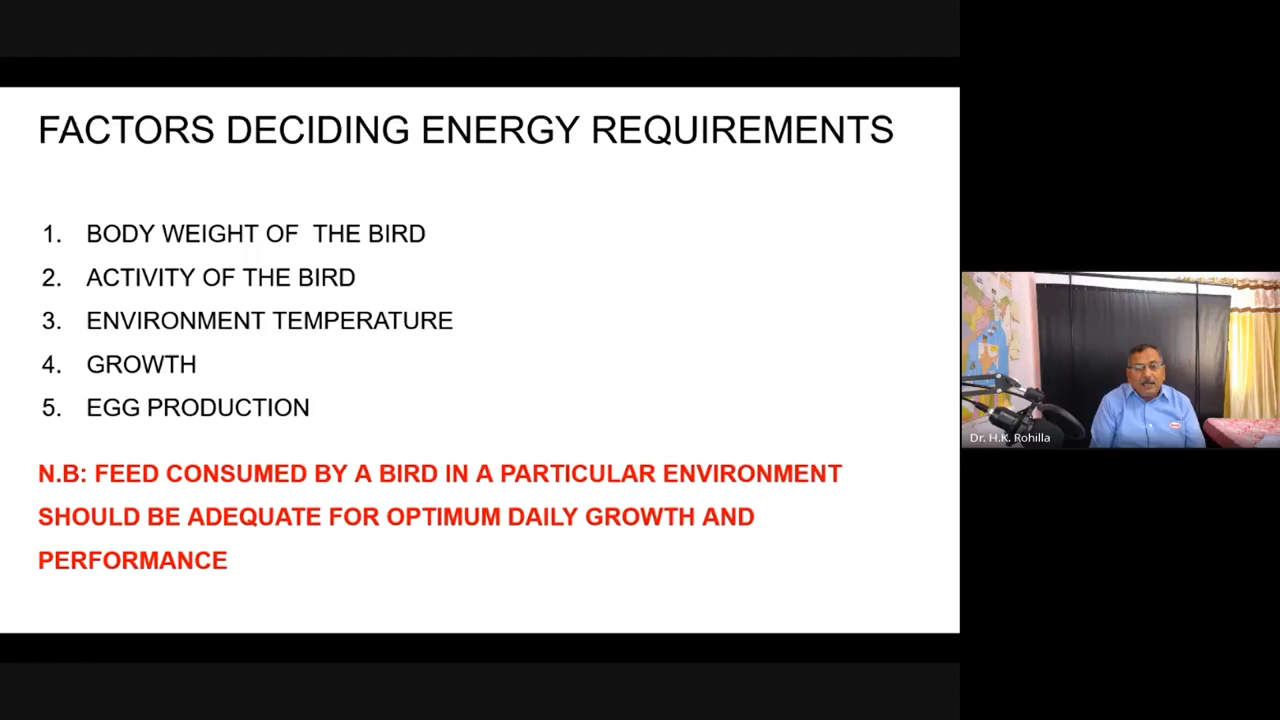 FACTORS DECIDING ENERGY REQUIREMENTS
1. BODY WEIGHT OF THE BIRD
2. ACTIVITY OF THE BIRD
3. ENVIRONMENT TEMPERATURE
4. GROWTH
5. EGG PRODUCTION
N.B: FEED CONSUMED BY A BIRD IN A PARTICULAR ENVIRONMENT
SHOULD BE ADEQUATE FOR OPTIMUM DAILY GROWTH AND
PERFORMANCE
Dr. H.K. Rohilla